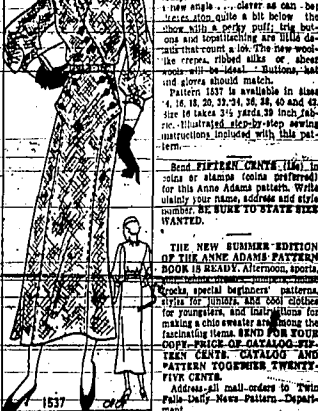 a new angle . . . clever as can be!
sleeves stop quite a bit below the
elbow with a perky puff; trig but-
ons and topstitching are little de-
tails that count a lot. The new wool-
like crepes, ribbed silks or sheer
wools will be ideal. Buttons, hat
and gloves should match.
Pattern 1537 is available in sizes
14, 16, 18, 20, 32, 34, 36, 38, 40 and 42.
Size 16 takes 3½ yards 39 inch fab-
ric. Illustrated step-by-step sewing
instructions included with this pat-
tern.
Send FIFTEEN CENTS (15c) in
coins or stamps (coins preferred)
for this Anne Adams pattern. Write
plainly your name, address and style
number. BE SURE TO STATE SIZE
WANTED.
THE NEW SUMMER EDITION
OF THE ANNE ADAMS PATTERN
BOOK IS READY. Afternoon, sports,
frocks, special beginners' patterns,
styles for juniors, and cool clothes
for youngsters, and instructions for
making a chic sweater are among the
fascinating items. SEND FOR YOUR
COPY. PRICE OF CATALOG FIF-
TEEN CENTS. CATALOG AND
PATTERN TOGETHER TWENTY-
FIVE CENTS.
Address all mail orders to Twin
Falls Daily News Pattern Depart-
ment
1537